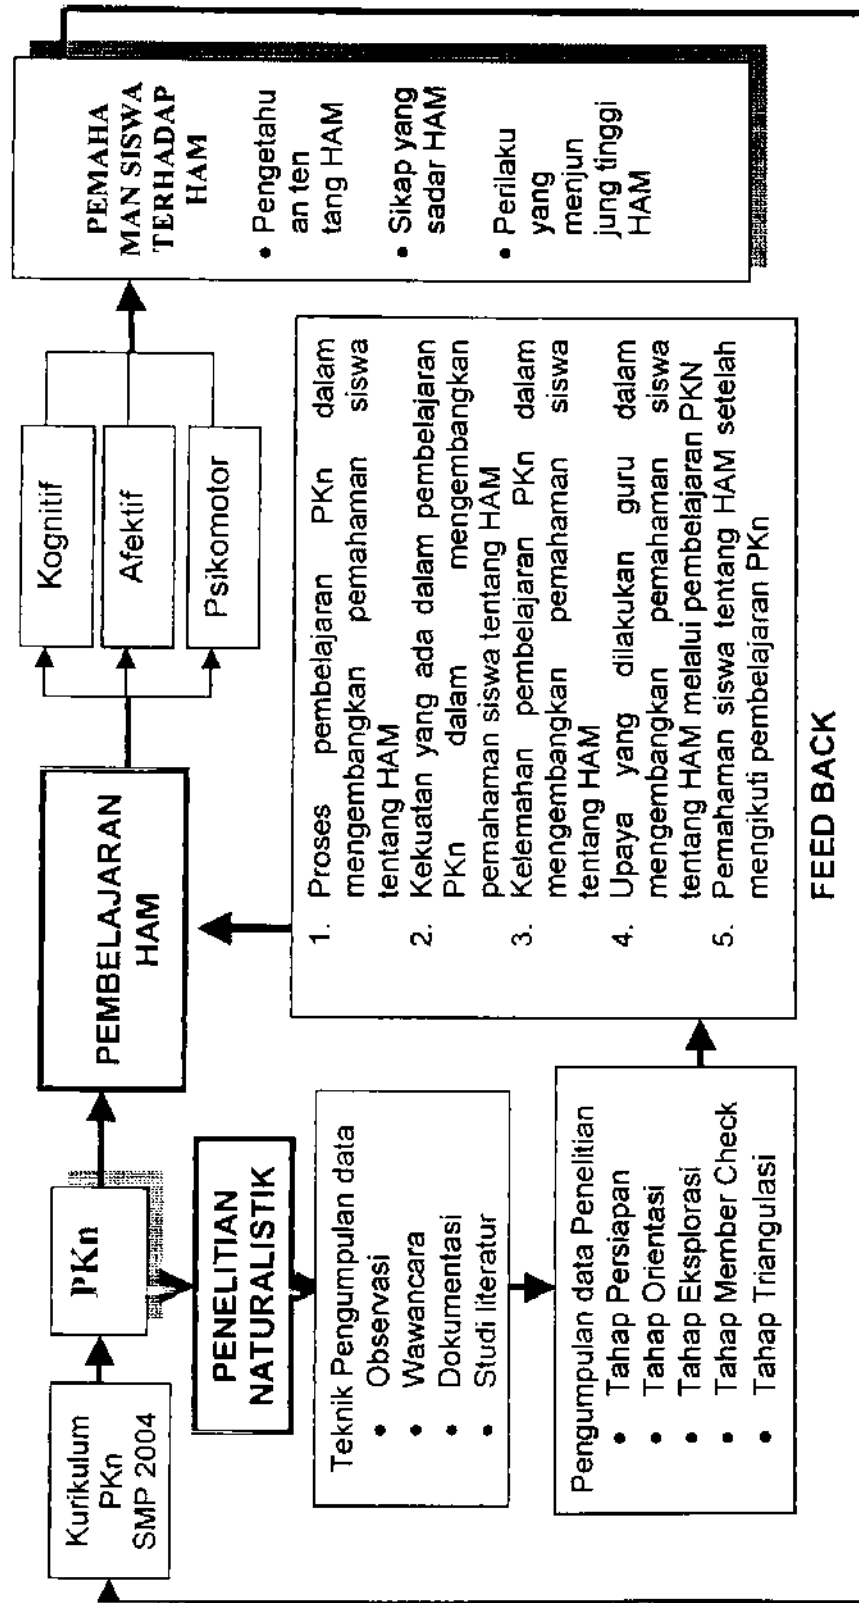 Kurikulum
PKn
SMP 2004
PKn
PEMBELAJARAN
HAM
Kognitif
Afektif
Psikomotor
PEMAHA
MAN SISWA
TERHADAP
HAM
• Pengetahu
an ten
tang HAM
• Sikap yang
sadar HAM
• Perilaku
yang
menjun
jung tinggi
HAM
PENELITIAN
NATURALISTIK
Teknik Pengumpulan data
• Observasi
• Wawancara
• Dokumentasi
• Studi literatur
Pengumpulan data Penelitian
• Tahap Persiapan
• Tahap Orientasi
• Tahap Eksplorasi
• Tahap Member Check
• Tahap Triangulasi
1. Proses pembelajaran PKn dalam
mengembangkan pemahaman siswa
tentang HAM
2. Kekuatan yang ada dalam pembelajaran
PKn dalam mengembangkan
pemahaman siswa tentang HAM
3. Kelemahan pembelajaran PKn dalam
mengembangkan pemahaman siswa
tentang HAM
4. Upaya yang dilakukan guru dalam
mengembangkan pemahaman siswa
tentang HAM melalui pembelajaran PKN
5. Pemahaman siswa tentang HAM setelah
mengikuti pembelajaran PKn
FEED BACK